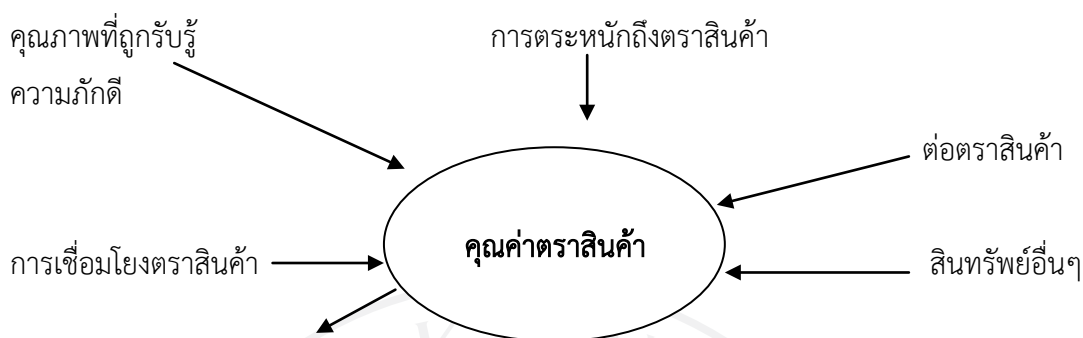 คุณภาพที่ถูกรับรู้ การตระหนักถึงตราสินค้า
ความภักดี
ต่อตราสินค้า
คุณค่าตราสินค้า
การเชื่อมโยงตราสินค้า สินทรัพย์อื่นๆ